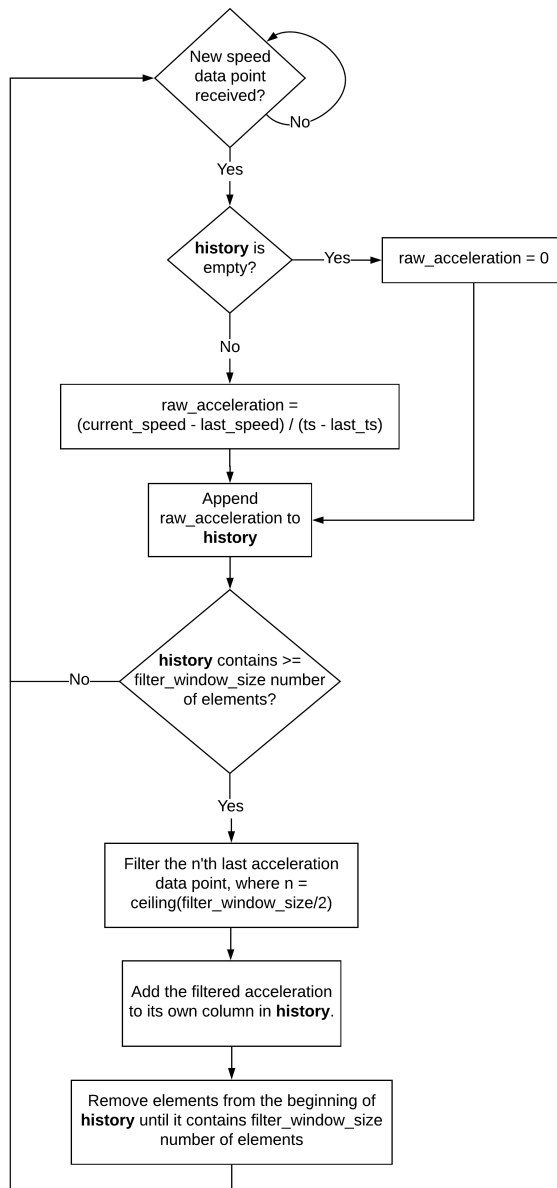 New speed
data point
received?
No
Yes
history is
empty?
Yes
raw_acceleration = 0
No
raw_acceleration =
(current_speed - last_speed) / (ts - last_ts)
Append
raw_acceleration to
history
history contains >=
filter_window_size number
of elements?
No
Yes
Filter the n'th last acceleration
data point, where n =
ceiling(filter_window_size/2)
Add the filtered acceleration
to its own column in history.
Remove elements from the beginning of
history until it contains filter_window_size
number of elements